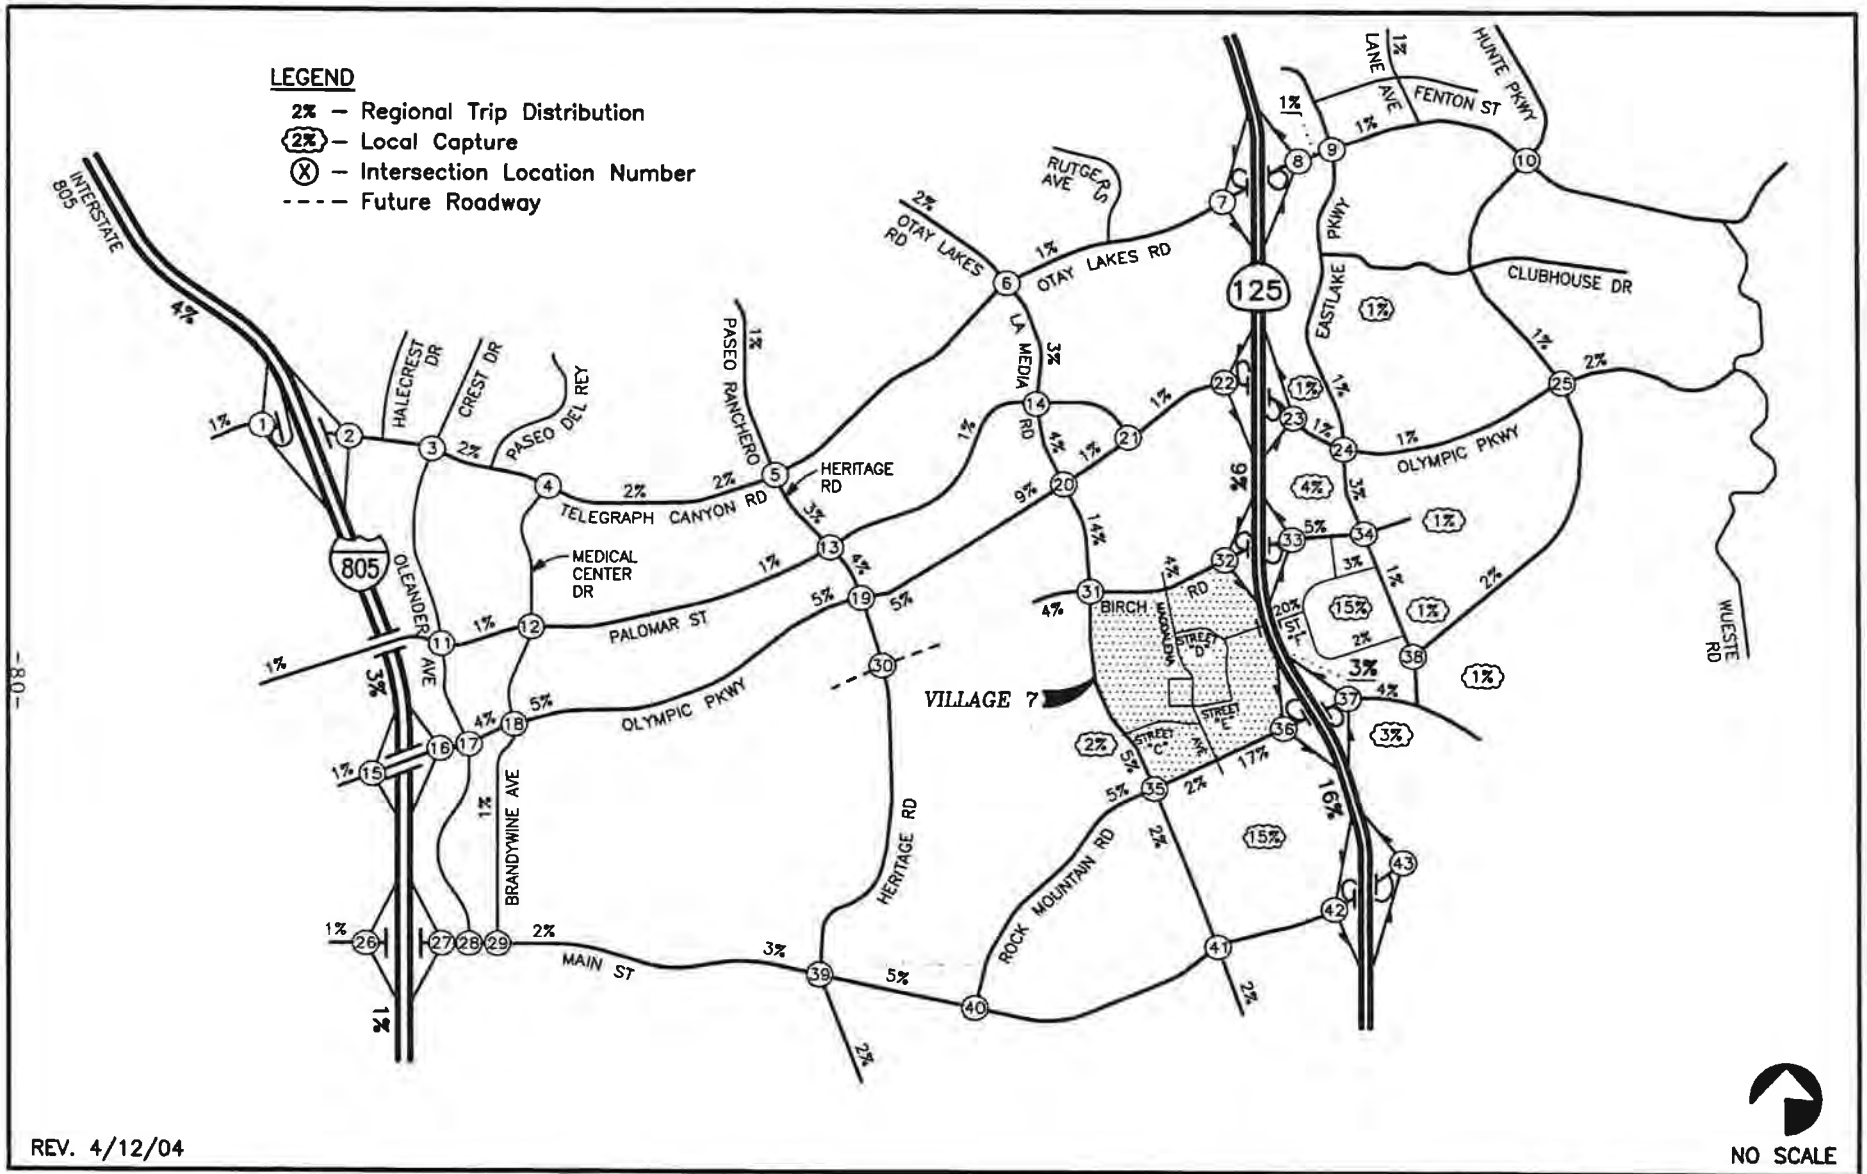 LEGEND
2% – Regional Trip Distribution
2% – Local Capture
X – Intersection Location Number
---- – Future Roadway
INTERSTATE
805
4%
1%
1
2
HALECREST
DR
CREST DR
3
2%
PASEO DEL REY
4
2%
2%
TELEGRAPH CANYON RD
PASEO RANCHERO
1%
5
HERITAGE
RD
3%
2%
OTAY LAKES
RD
6
1%
OTAY LAKES RD
RUTGERS
AVE
7
8
1%
9
1%
LANE AVE
1%
FENTON ST
HUNTE PKWY
10
125
EASTLAKE PKWY
CLUBHOUSE DR
1%
1%
2%
25
LA MEDIA RD
3%
14
1%
4%
21
1%
1%
22
1%
23
1%
1%
24
1%
OLYMPIC PKWY
20
9%
9%
4%
3%
14%
805
OLEANDER AVE
MEDICAL
CENTER
DR
11
1%
12
1%
PALOMAR ST
1%
13
4%
5%
19
5%
1%
3%
30
31
4%
BIRCH RD
4%
MAGDALENA AVE
32
33
5%
34
1%
3%
1%
15%
1%
2%
2%
20%
5%
STREET
"D"
38
3%
1%
WUESTE
RD
VILLAGE 7
STREET
"E"
STREET
"C"
36
37
4%
3%
2%
5%
17%
2%
35
5%
2%
16%
15%
15
1%
16
17
4%
18
5%
OLYMPIC PKWY
1%
BRANDYWINE AVE
HERITAGE RD
ROCK MOUNTAIN RD
43
42
41
2%
1%
26
27
28
29
2%
MAIN ST
3%
39
5%
40
2%
1%
-80-
REV. 4/12/04
NO SCALE